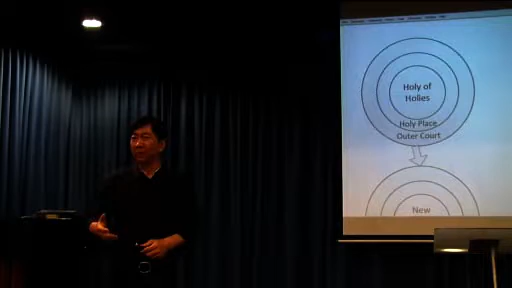 Holy of
Holies
Holy Place
Outer Court
New